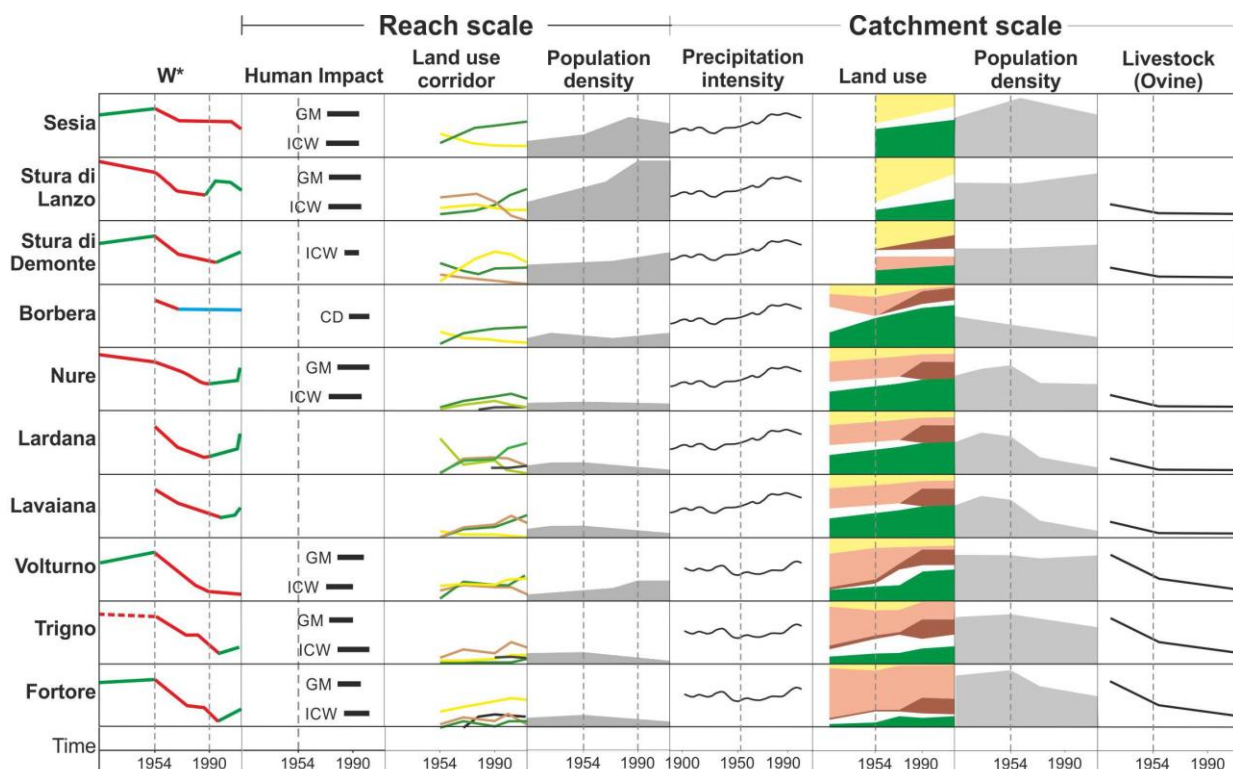 Reach scale
Catchment scale
W*
Human Impact
Land use
corridor
Population
density
Precipitation
intensity
Land use
Population
density
Livestock
(Ovine)
Sesia
GM
ICW
Stura di
Lanzo
GM
ICW
Stura di
Demonte
ICW
Borbera
CD
Nure
GM
ICW
Lardana
Lavaiana
Volturno
GM
ICW
Trigno
GM
ICW
Fortore
GM
ICW
Time
1954 1990 1954 1954 1990 1954 1990 1900 1950 1990 1954 1990 1954 1990 1954 1990